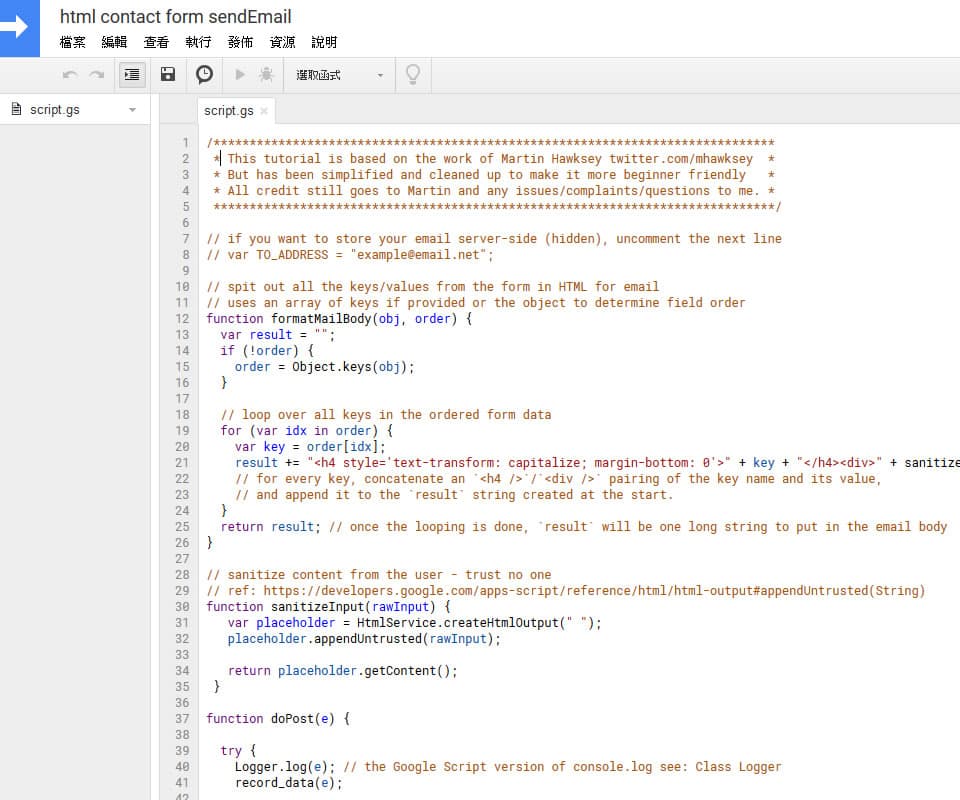 html contact form sendEmail
檔案 編輯 查看 執行 發佈 資源 說明
選取函式
script.gs
script.gs ×
1 /******************************************************************************
2 * This tutorial is based on the work of Martin Hawksey twitter.com/mhawksey *
3 * But has been simplified and cleaned up to make it more beginner friendly *
4 * All credit still goes to Martin and any issues/complaints/questions to me. *
5 ******************************************************************************/
6
7 // if you want to store your email server-side (hidden), uncomment the next line
8 // var TO_ADDRESS = "example@email.net";
9
10 // spit out all the keys/values from the form in HTML for email
11 // uses an array of keys if provided or the object to determine field order
12 function formatMailBody(obj, order) {
13 var result = "";
14 if (!order) {
15 order = Object.keys(obj);
16 }
17
18 // loop over all keys in the ordered form data
19 for (var idx in order) {
20 var key = order[idx];
21 result += "<h4 style='text-transform: capitalize; margin-bottom: 0'>" + key + "</h4><div>" + sanitize
22 // for every key, concatenate an `<h4 />`/`<div />` pairing of the key name and its value,
23 // and append it to the `result` string created at the start.
24 }
25 return result; // once the looping is done, `result` will be one long string to put in the email body
26 }
27
28 // sanitize content from the user - trust no one
29 // ref: https://developers.google.com/apps-script/reference/html/html-output#appendUntrusted(String)
30 function sanitizeInput(rawInput) {
31 var placeholder = HtmlService.createHtmlOutput(" ");
32 placeholder.appendUntrusted(rawInput);
33
34 return placeholder.getContent();
35 }
36
37 function doPost(e) {
38
39 try {
40 Logger.log(e); // the Google Script version of console.log see: Class Logger
41 record_data(e);
42